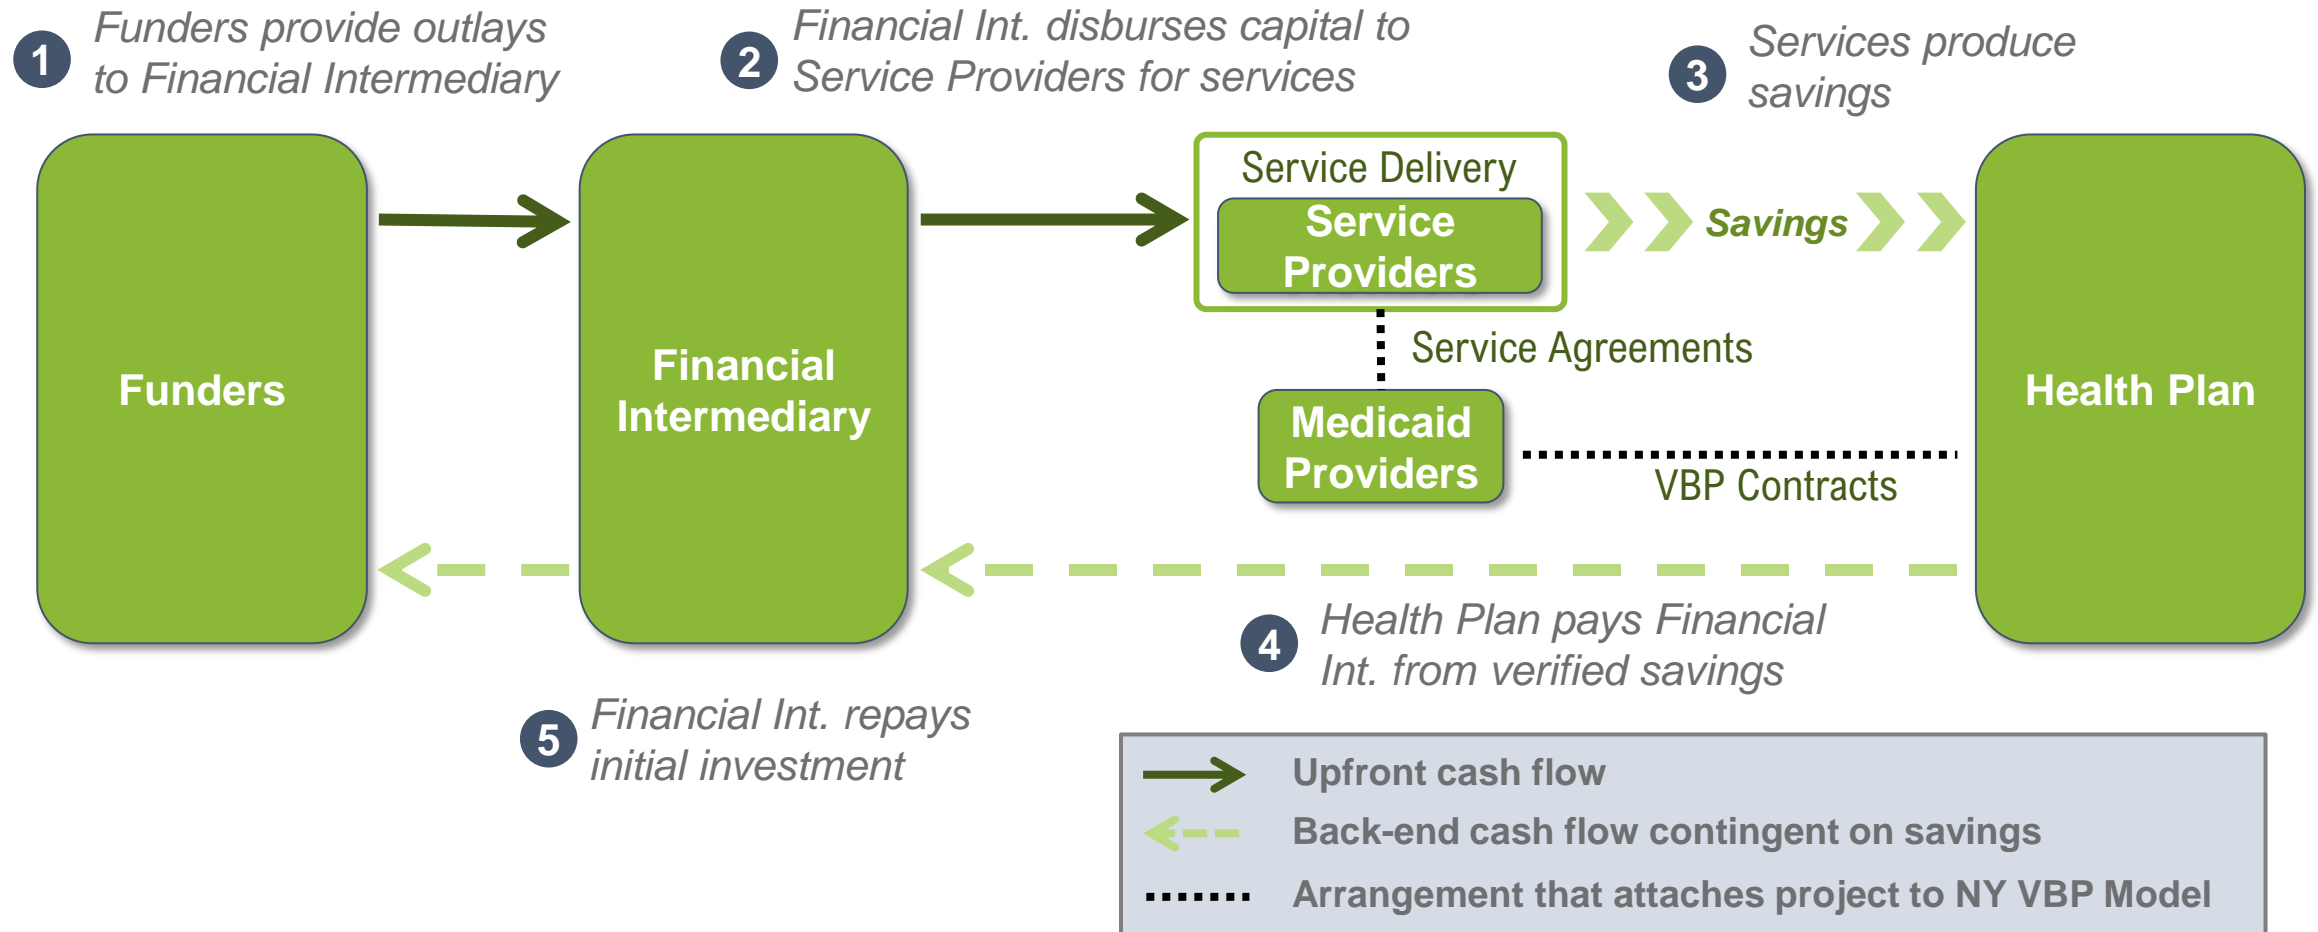 1
Funders provide outlays
to Financial Intermediary
2
Financial Int. disburses capital to
Service Providers for services
3
Services produce
savings
Funders
Financial
Intermediary
Service Delivery
Service
Providers
Savings
Service Agreements
Medicaid
Providers
VBP Contracts
Health Plan
4
Health Plan pays Financial
Int. from verified savings
5
Financial Int. repays
initial investment
Upfront cash flow
Back-end cash flow contingent on savings
Arrangement that attaches project to NY VBP Model